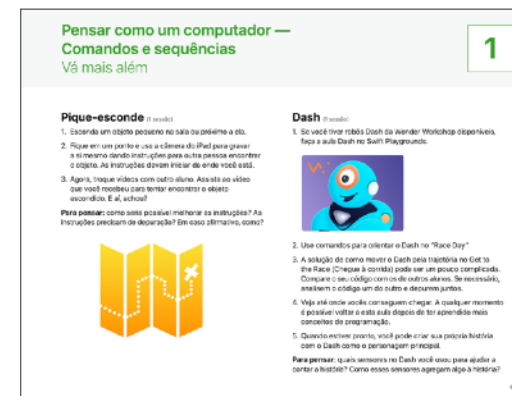 Pensar como um computador —
Comandos e sequências
Vá mais além
1
Pique-esconde (1 sessão)
1. Esconda um objeto pequeno na sala ou próximo a ela.
2. Fique em um ponto e use a câmera do iPad para gravar
a si mesmo dando instruções para outra pessoa encontrar
o objeto. As instruções devem iniciar de onde você está.
3. Agora, troque vídeos com outro aluno. Assista ao vídeo
que você recebeu para tentar encontrar o objeto
escondido. E aí, achou?
Para pensar: como seria possível melhorar as instruções? As
instruções precisam de depuração? Em caso afirmativo, como?
Dash (1 sessão)
1. Se você tiver robôs Dash da Wonder Workshop disponíveis,
faça a aula Dash no Swift Playgrounds.
2. Use comandos para orientar o Dash no “Race Day”
3. A solução de como mover o Dash pela trajetória no Get to
the Race (Chegue à corrida) pode ser um pouco complicada.
Compare o seu código com os de outros alunos. Se necessário,
analisem o código um do outro e depurem juntos.
4. Veja até onde vocês conseguem chegar. A qualquer momento
é possível voltar a esta aula depois de ter aprendido mais
conceitos de programação.
5. Quando estiver pronto, você pode criar sua própria história
com o Dash como o personagem principal.
Para pensar: quais sensores no Dash você usou para ajudar a
contar a história? Como esses sensores agregam algo à história?